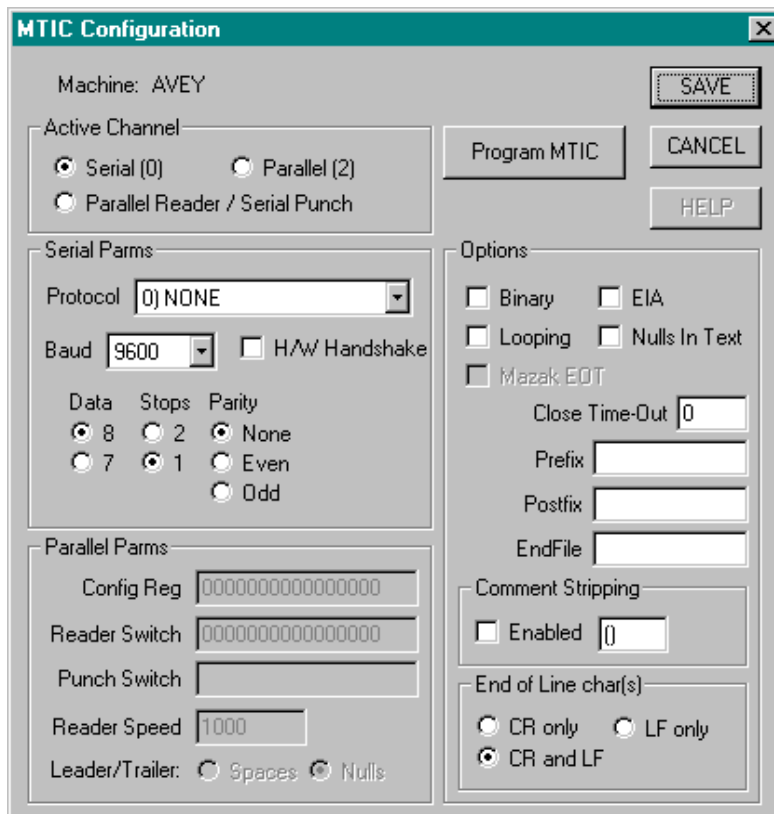 MTIC Configuration
Machine: AVEY
SAVE
Active Channel
Serial (0)
Parallel (2)
Parallel Reader / Serial Punch
Program MTIC
CANCEL
HELP
Serial Parms
Protocol 0) NONE
Baud 9600 H/W Handshake
Data Stops Parity
8 2 None
7 1 Even
Odd
Options
Binary EIA
Looping Nulls In Text
Mazak EOT
Close Time-Out 0
Prefix
Postfix
EndFile
Parallel Parms
Config Reg 0000000000000000
Reader Switch 0000000000000000
Punch Switch
Reader Speed 1000
Leader/Trailer: Spaces Nulls
Comment Stripping
Enabled ()
End of Line char(s)
CR only LF only
CR and LF